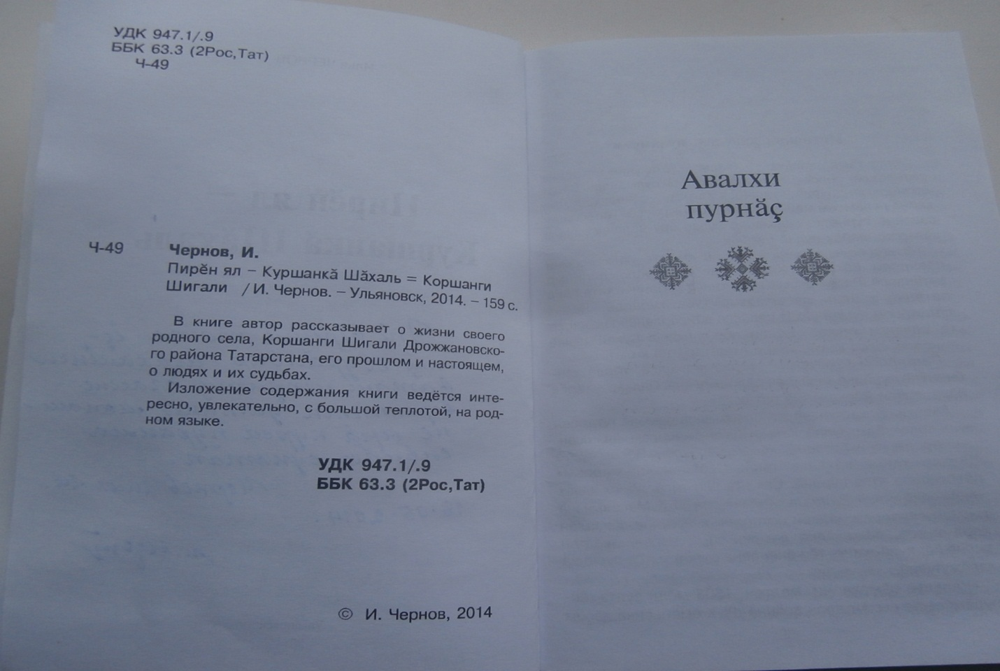 УДК 947.1/.9
ББК 63.3 (2Рос,Тат)
Ч-49
Ч-49
Чернов, И.
Пирĕн ял – Куршанкă Шăхаль = Коршанги
Шигали /И. Чернов. – Ульяновск, 2014. – 159 с.
В книге автор рассказывает о жизни своего
родного села, Коршанги Шигали Дрожжановско-
го района Татарстана, его прошлом и настоящем,
о людях и их судьбах.
Изложение содержания книги ведётся инте-
ресно, увлекательно, с большой теплотой, на род-
ном языке.
УДК 947.1/.9
ББК 63.3 (2Рос,Тат)
© И. Чернов, 2014
Авалхи
пурнăç